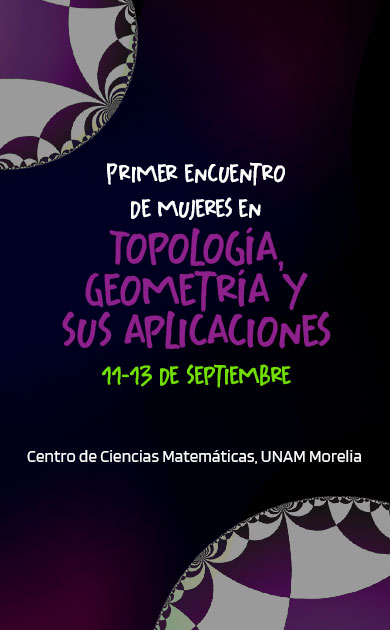 PRIMER ENCUENTRO
DE MUJERES EN
TOPOLOGÍA,
GEOMETRÍA Y
SUS APLICACIONES
11-13 DE SEPTIEMBRE
Centro de Ciencias Matemáticas, UNAM Morelia